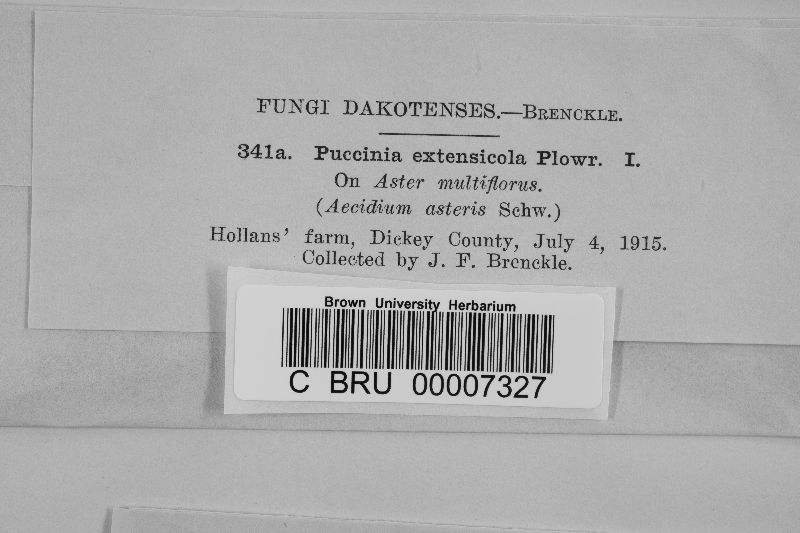 FUNGI DAKOTENSES.—BRENCKLE.
341a. Puccinia extensicola Plowr. I.
On Aster multiflorus.
(Aecidium asteris Schw.)
Hollans' farm, Dickey County, July 4, 1915.
Collected by J. F. Brenckle.
Brown University Herbarium
C BRU 00007327